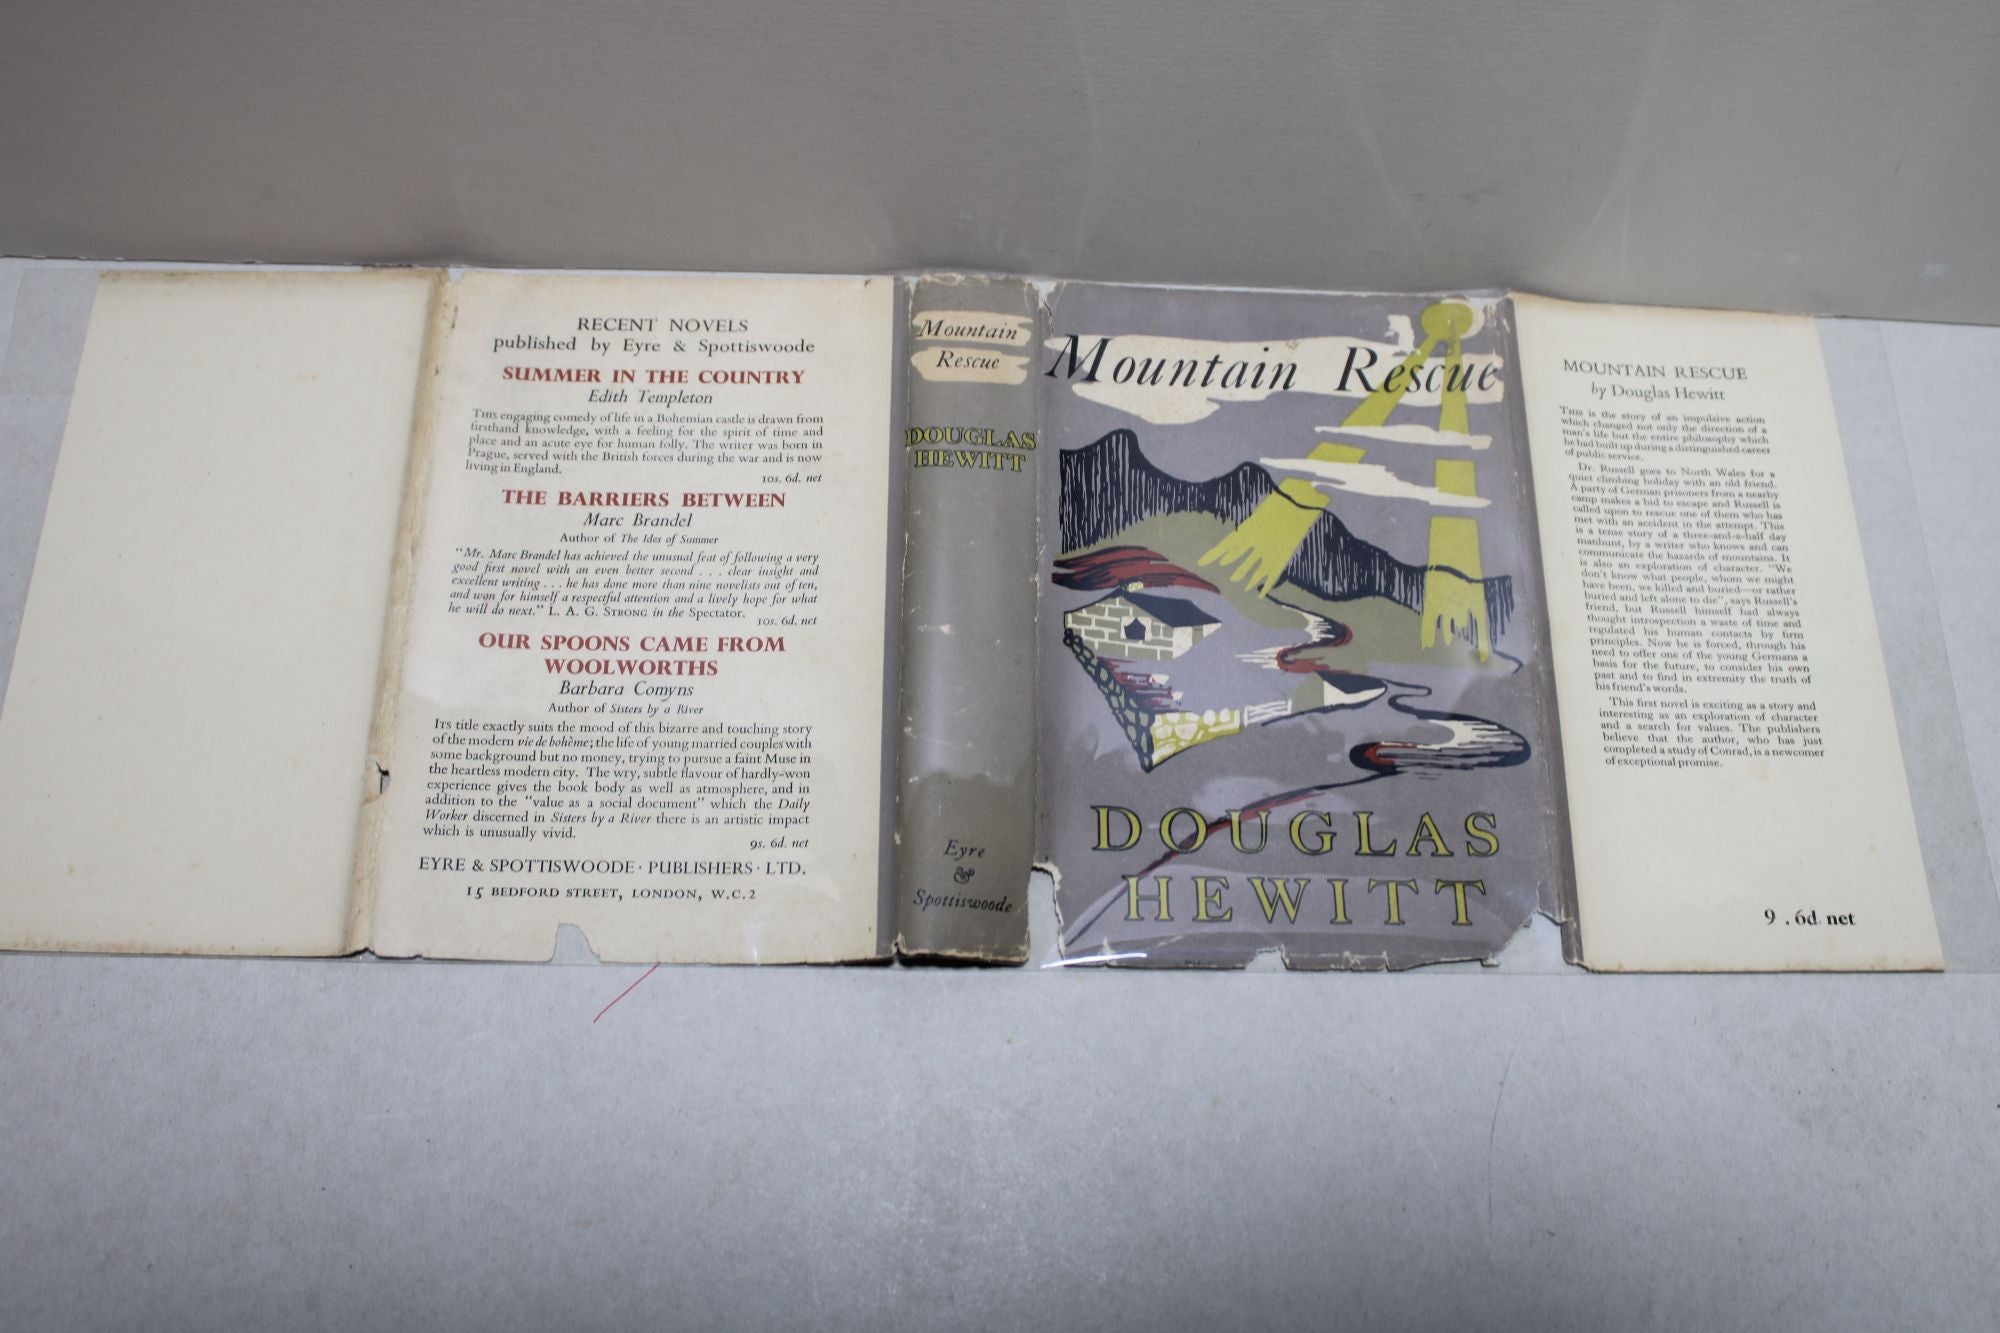 RECENT NOVELS
published by Eyre & Spottiswoode
SUMMER IN THE COUNTRY
Edith Templeton
THIS engaging comedy of life in a Bohemian castle is drawn from
firsthand knowledge, with a feeling for the spirit of time and
place and an acute eye for human folly. The writer was born in
Prague, served with the British forces during the war and is now
living in England.
10s. 6d. net
THE BARRIERS BETWEEN
Marc Brandel
Author of The Ides of Summer
"Mr. Marc Brandel has achieved the unusual feat of following a very
good first novel with an even better second . . . clear insight and
excellent writing . . . he has done more than nine novelists out of ten,
and won for himself a respectful attention and a lively hope for what
he will do next." L. A. G. STRONG in the Spectator.
10s. 6d. net
OUR SPOONS CAME FROM
WOOLWORTHS
Barbara Comyns
Author of Sisters by a River
ITS title exactly suits the mood of this bizarre and touching story
of the modern vie de bohème; the life of young married couples with
some background but no money, trying to pursue a faint Muse in
the heartless modern city. The wry, subtle flavour of hardly-won
experience gives the book body as well as atmosphere, and in
addition to the "value as a social document" which the Daily
Worker discerned in Sisters by a River there is an artistic impact
which is unusually vivid.
9s. 6d. net
EYRE & SPOTTISWOODE · PUBLISHERS · LTD.
15 BEDFORD STREET, LONDON, W.C.2
Mountain
Rescue
DOUGLAS
HEWITT
Eyre
&
Spottiswoode
Mountain Rescue
DOUGLAS
HEWITT
MOUNTAIN RESCUE
by Douglas Hewitt
THIS is the story of an impulsive action
which changed not only the direction of a
man's life but the entire philosophy which
he had built up during a distinguished career
of public service.
Dr. Russell goes to North Wales for a
quiet climbing holiday with an old friend.
A party of German prisoners from a nearby
camp makes a bid to escape and Russell is
called upon to rescue one of them who has
met with an accident in the attempt. This
is a tense story of a three-and-a-half day
manhunt, by a writer who knows and can
communicate the hazards of mountains. It
is also an exploration of character. "We
don't know what people, whom we might
have been, we killed and buried—or rather
buried and left alone to die", says Russell's
friend, but Russell himself had always
thought introspection a waste of time and
regulated his human contacts by firm
principles. Now he is forced, through his
need to offer one of the young Germans a
basis for the future, to consider his own
past and to find in extremity the truth of
his friend's words.
This first novel is exciting as a story and
interesting as an exploration of character
and a search for values. The publishers
believe that the author, who has just
completed a study of Conrad, is a newcomer
of exceptional promise.
9 . 6d. net